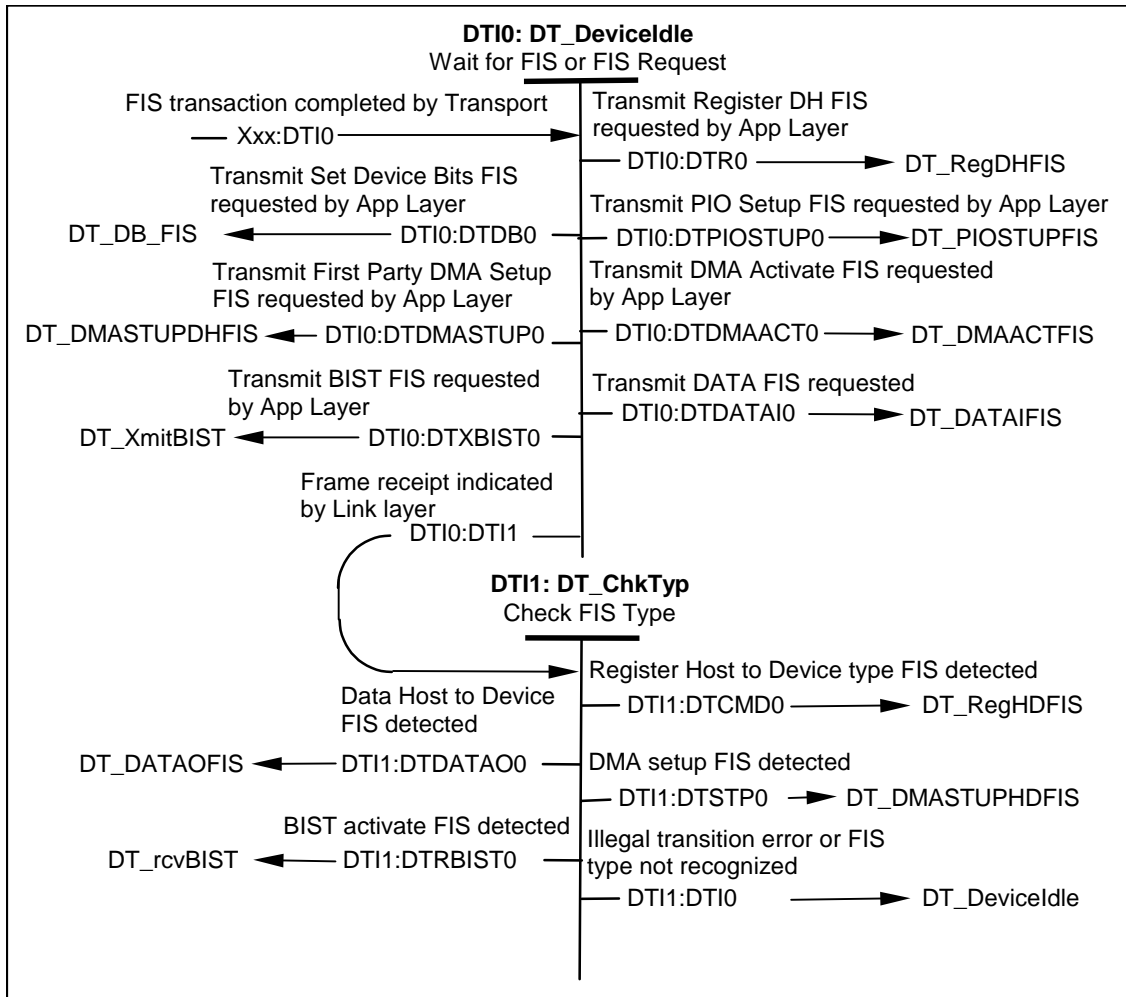 DTI0: DT_DeviceIdle
Wait for FIS or FIS Request
FIS transaction completed by Transport
Xxx:DTI0
Transmit Register DH FIS
requested by App Layer
DTI0:DTR0
DT_RegDHFIS
Transmit Set Device Bits FIS
requested by App Layer
DT_DB_FIS
DTI0:DTDB0
Transmit PIO Setup FIS requested by App Layer
DTI0:DTPIOSTUP0
DT_PIOSTUPFIS
Transmit First Party DMA Setup
FIS requested by App Layer
DT_DMASTUPDHFIS
DTI0:DTDMASTUP0
Transmit DMA Activate FIS requested
by App Layer
DTI0:DTDMAACT0
DT_DMAACTFIS
Transmit BIST FIS requested
by App Layer
DT_XmitBIST
DTI0:DTXBIST0
Transmit DATA FIS requested
DTI0:DTDATAI0
DT_DATAIFIS
Frame receipt indicated
by Link layer
DTI0:DTI1
DTI1: DT_ChkTyp
Check FIS Type
Register Host to Device type FIS detected
DTI1:DTCMD0
DT_RegHDFIS
Data Host to Device
FIS detected
DT_DATAOFIS
DTI1:DTDATAO0
DMA setup FIS detected
DTI1:DTSTP0
DT_DMASTUPHDFIS
BIST activate FIS detected
DT_rcvBIST
DTI1:DTRBIST0
Illegal transition error or FIS
type not recognized
DTI1:DTI0
DT_DeviceIdle